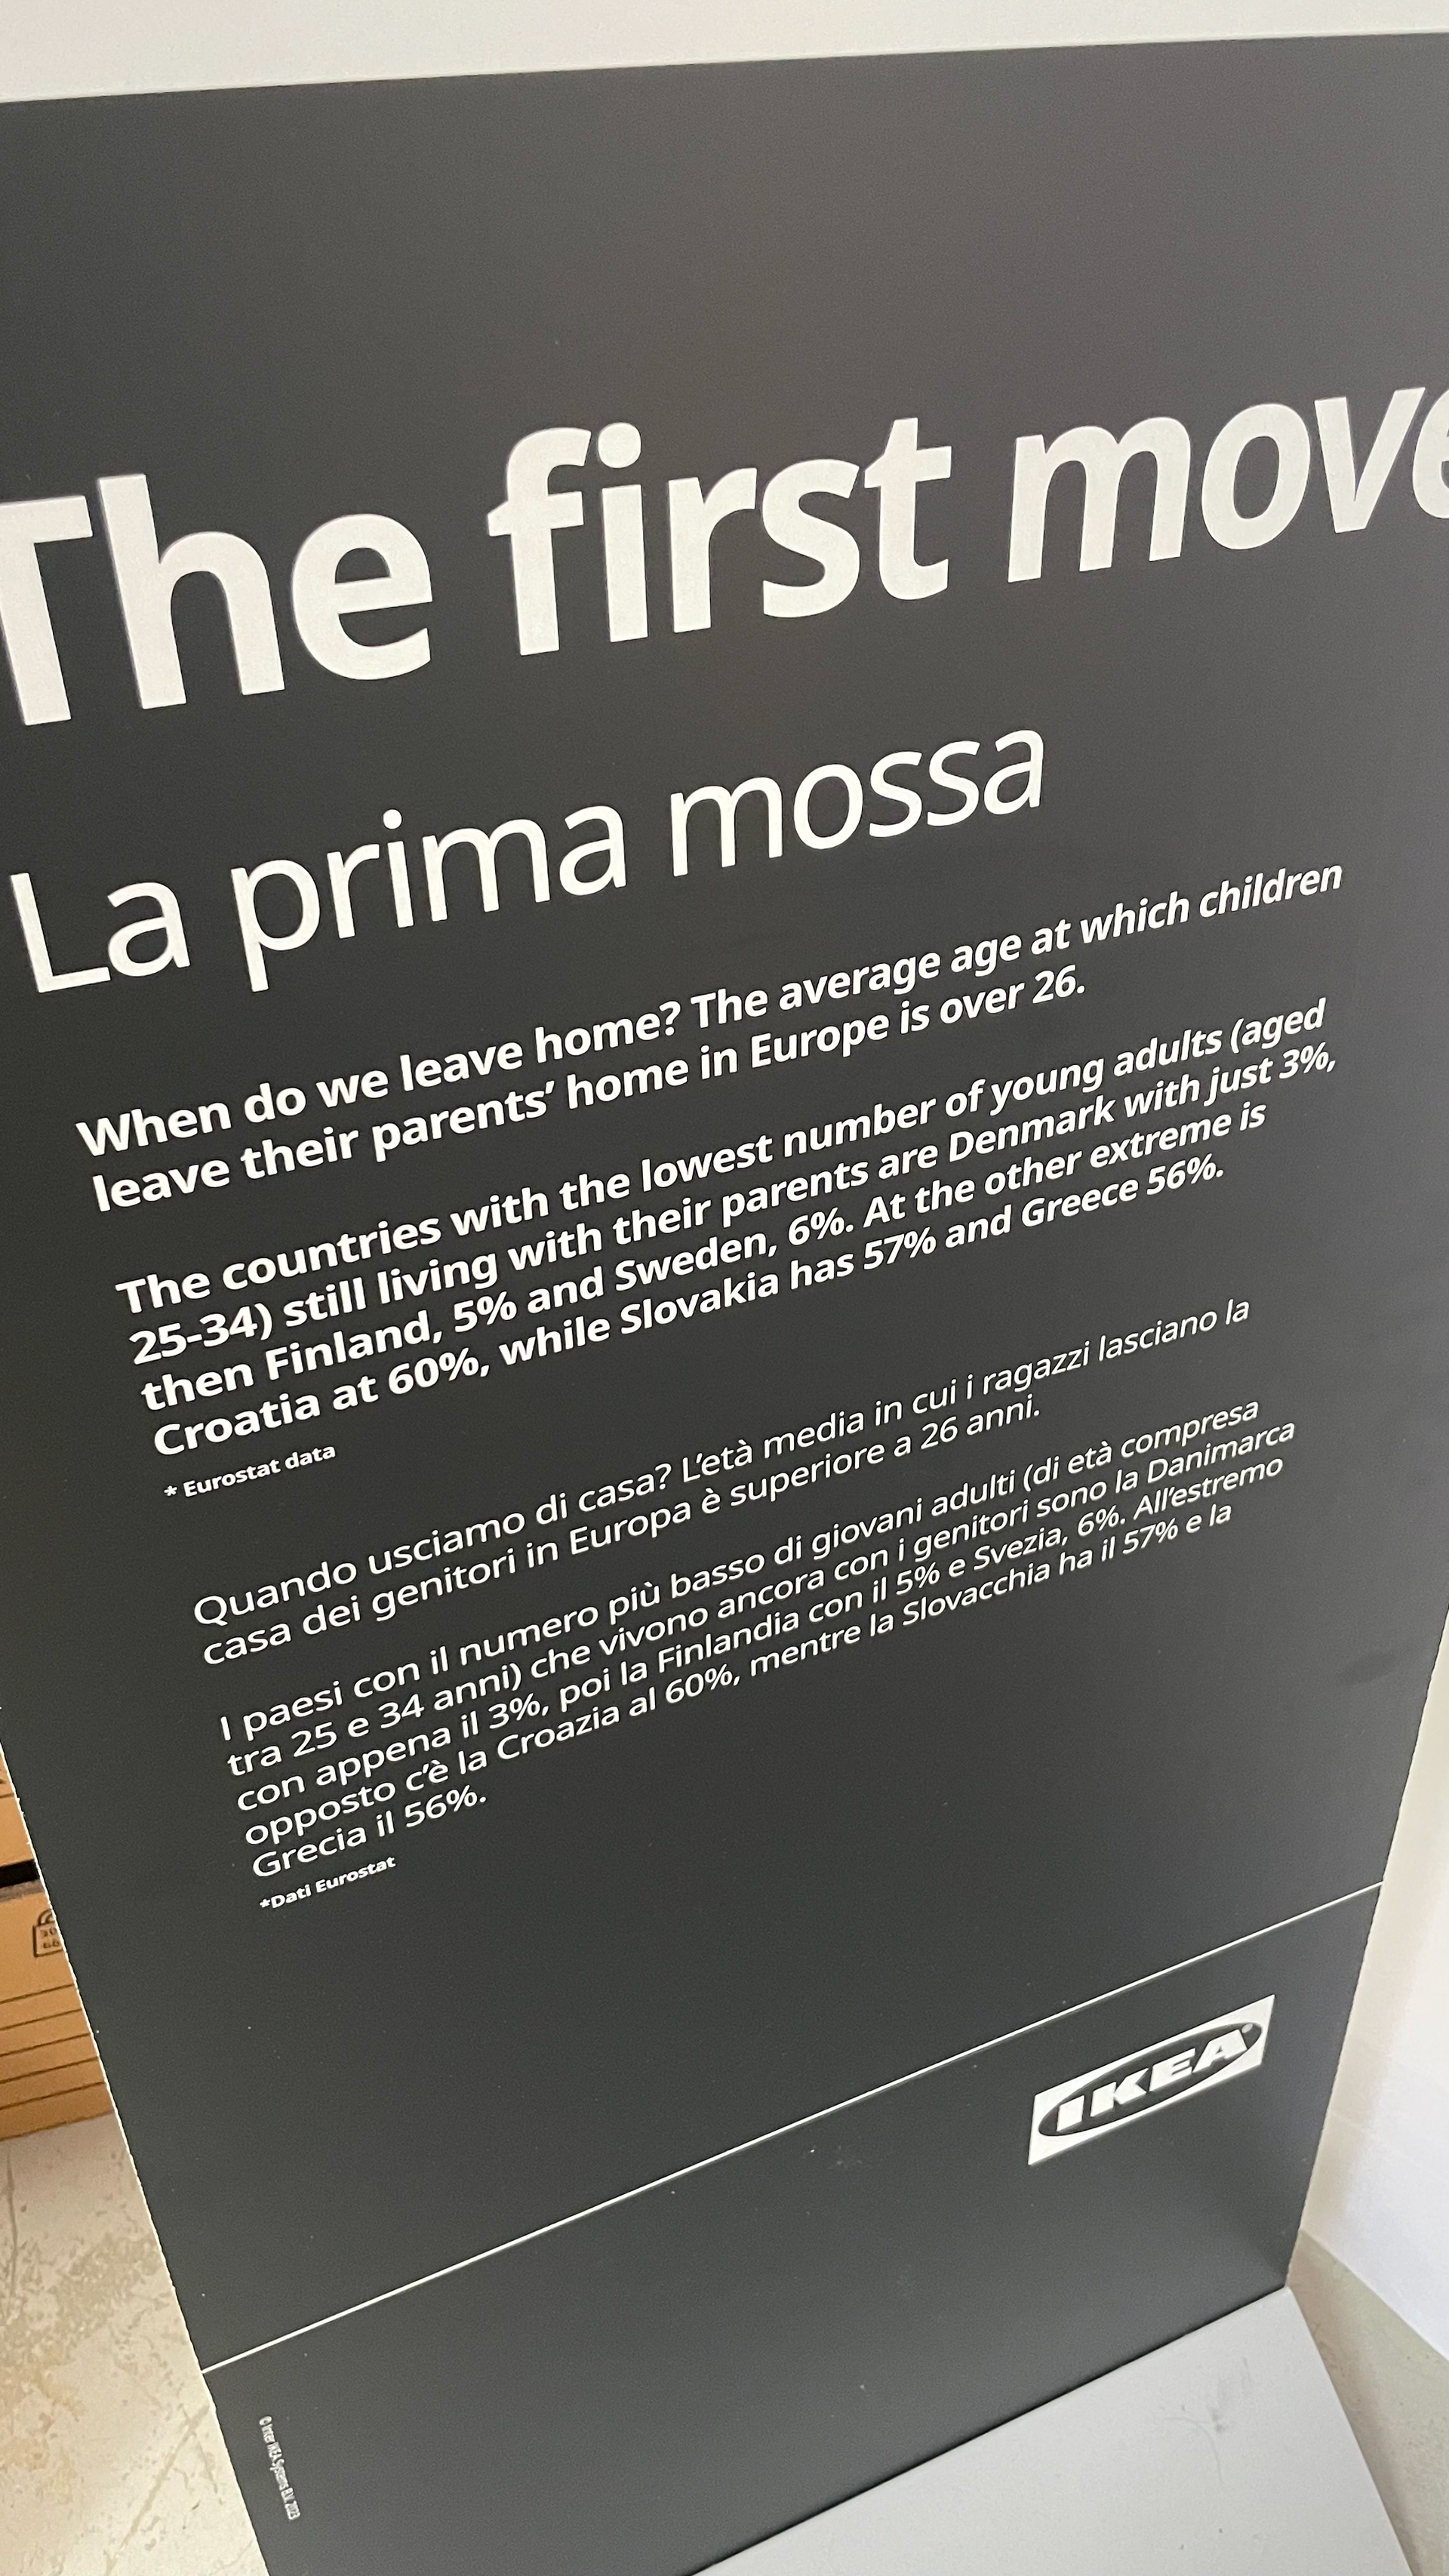 The first move
La prima mossa
When do we leave home? The average age at which children
leave their parents’ home in Europe is over 26.
The countries with the lowest number of young adults (aged
25-34) still living with their parents are Denmark with just 3%,
then Finland, 5% and Sweden, 6%. At the other extreme is
Croatia at 60%, while Slovakia has 57% and Greece 56%.
* Eurostat data
Quando usciamo di casa? L’età media in cui i ragazzi lasciano la
casa dei genitori in Europa è superiore a 26 anni.
I paesi con il numero più basso di giovani adulti (di età compresa
tra 25 e 34 anni) che vivono ancora con i genitori sono la Danimarca
con appena il 3%, poi la Finlandia con il 5% e Svezia, 6%. All’estremo
opposto c’è la Croazia al 60%, mentre la Slovacchia ha il 57% e la
Grecia il 56%.
*Dati Eurostat
IKEA
© Inter IKEA Systems B.V. 2023